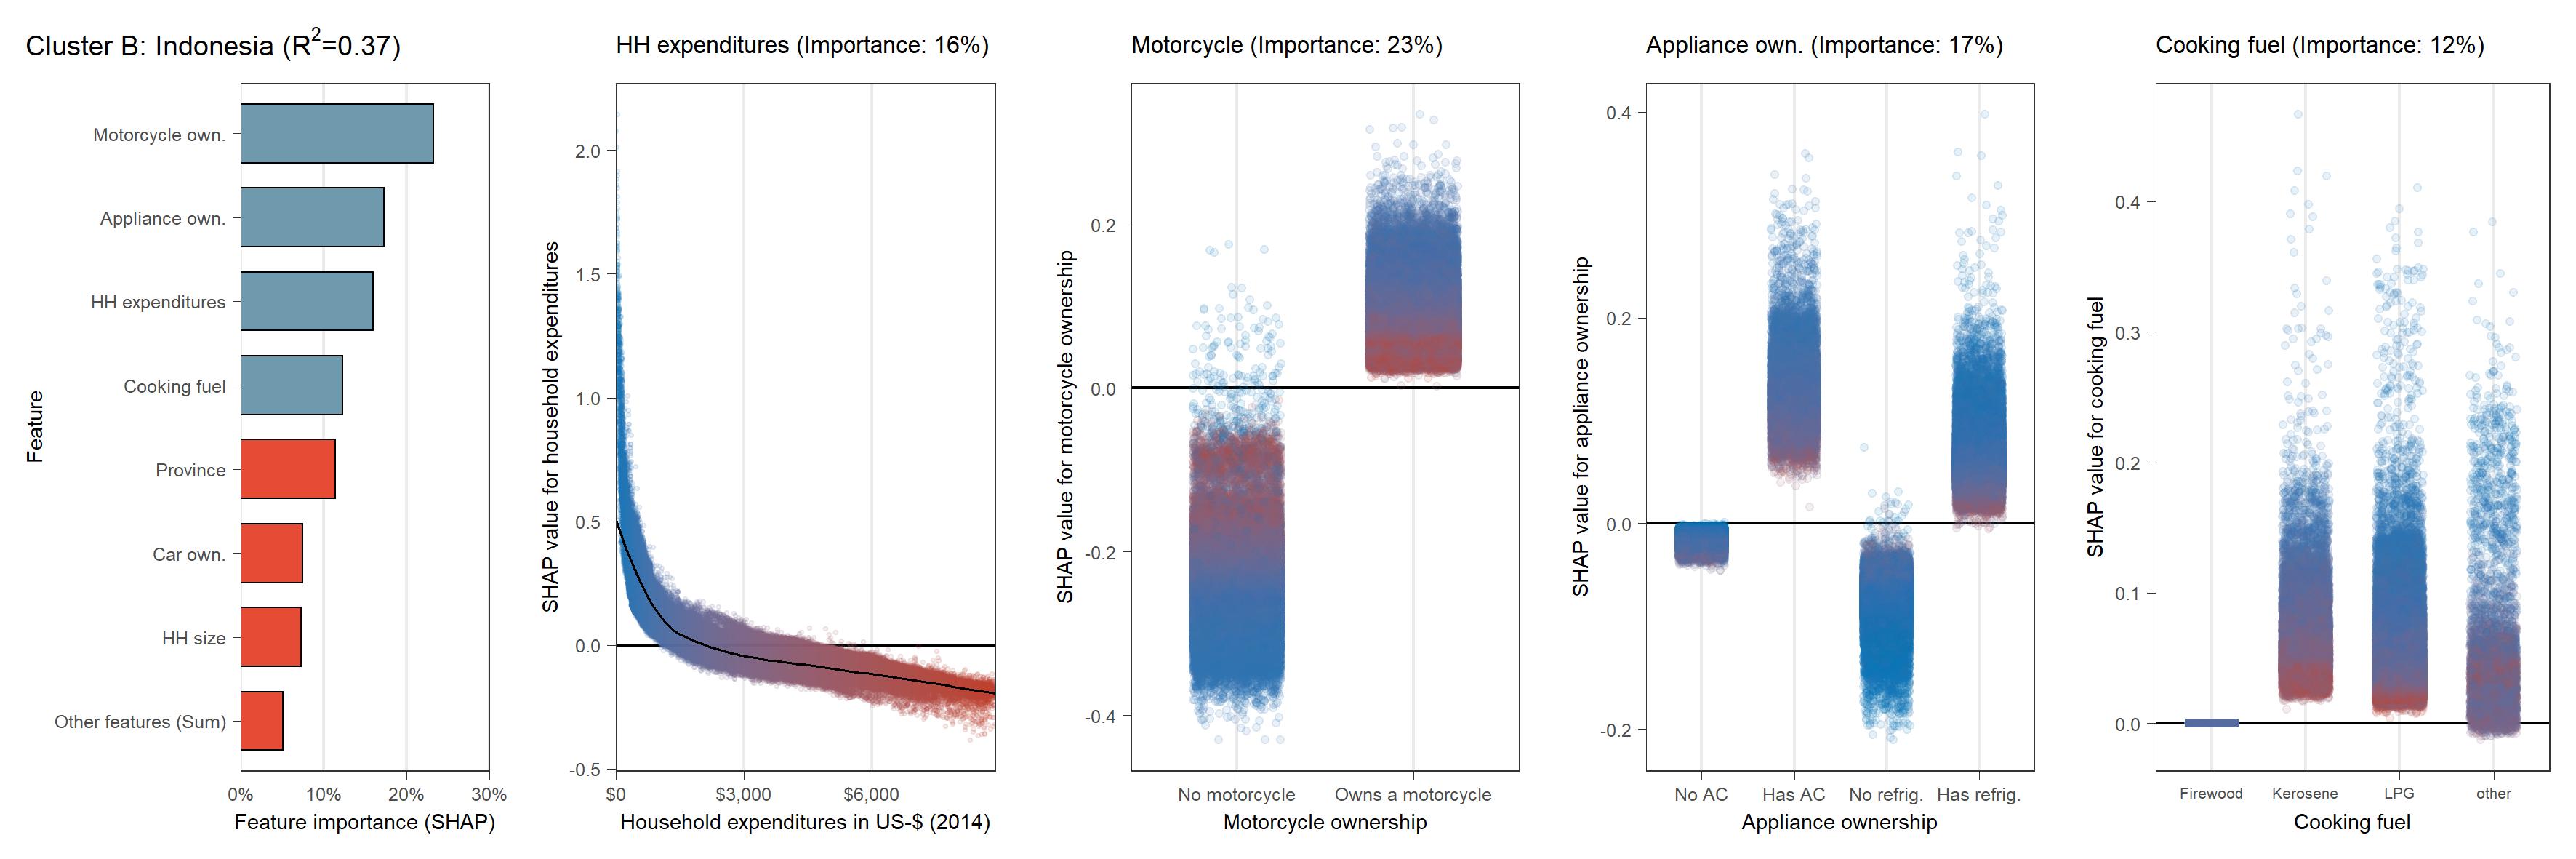 Cluster B: Indonesia (R2=0.37)
Feature
Motorcycle own.
Appliance own.
HH expenditures
Cooking fuel
Province
Car own.
HH size
Other features (Sum)
0% 10% 20% 30%
Feature importance (SHAP)
HH expenditures (Importance: 16%)
SHAP value for household expenditures
2.0
1.5
1.0
0.5
0.0
-0.5
$0 $3,000 $6,000
Household expenditures in US-$ (2014)
Motorcycle (Importance: 23%)
SHAP value for motorcycle ownership
0.2
0.0
-0.2
-0.4
No motorcycle Owns a motorcycle
Motorcycle ownership
Appliance own. (Importance: 17%)
SHAP value for appliance ownership
0.4
0.2
0.0
-0.2
No AC Has AC No refrig. Has refrig.
Appliance ownership
Cooking fuel (Importance: 12%)
SHAP value for cooking fuel
0.4
0.3
0.2
0.1
0.0
Firewood Kerosene LPG other
Cooking fuel